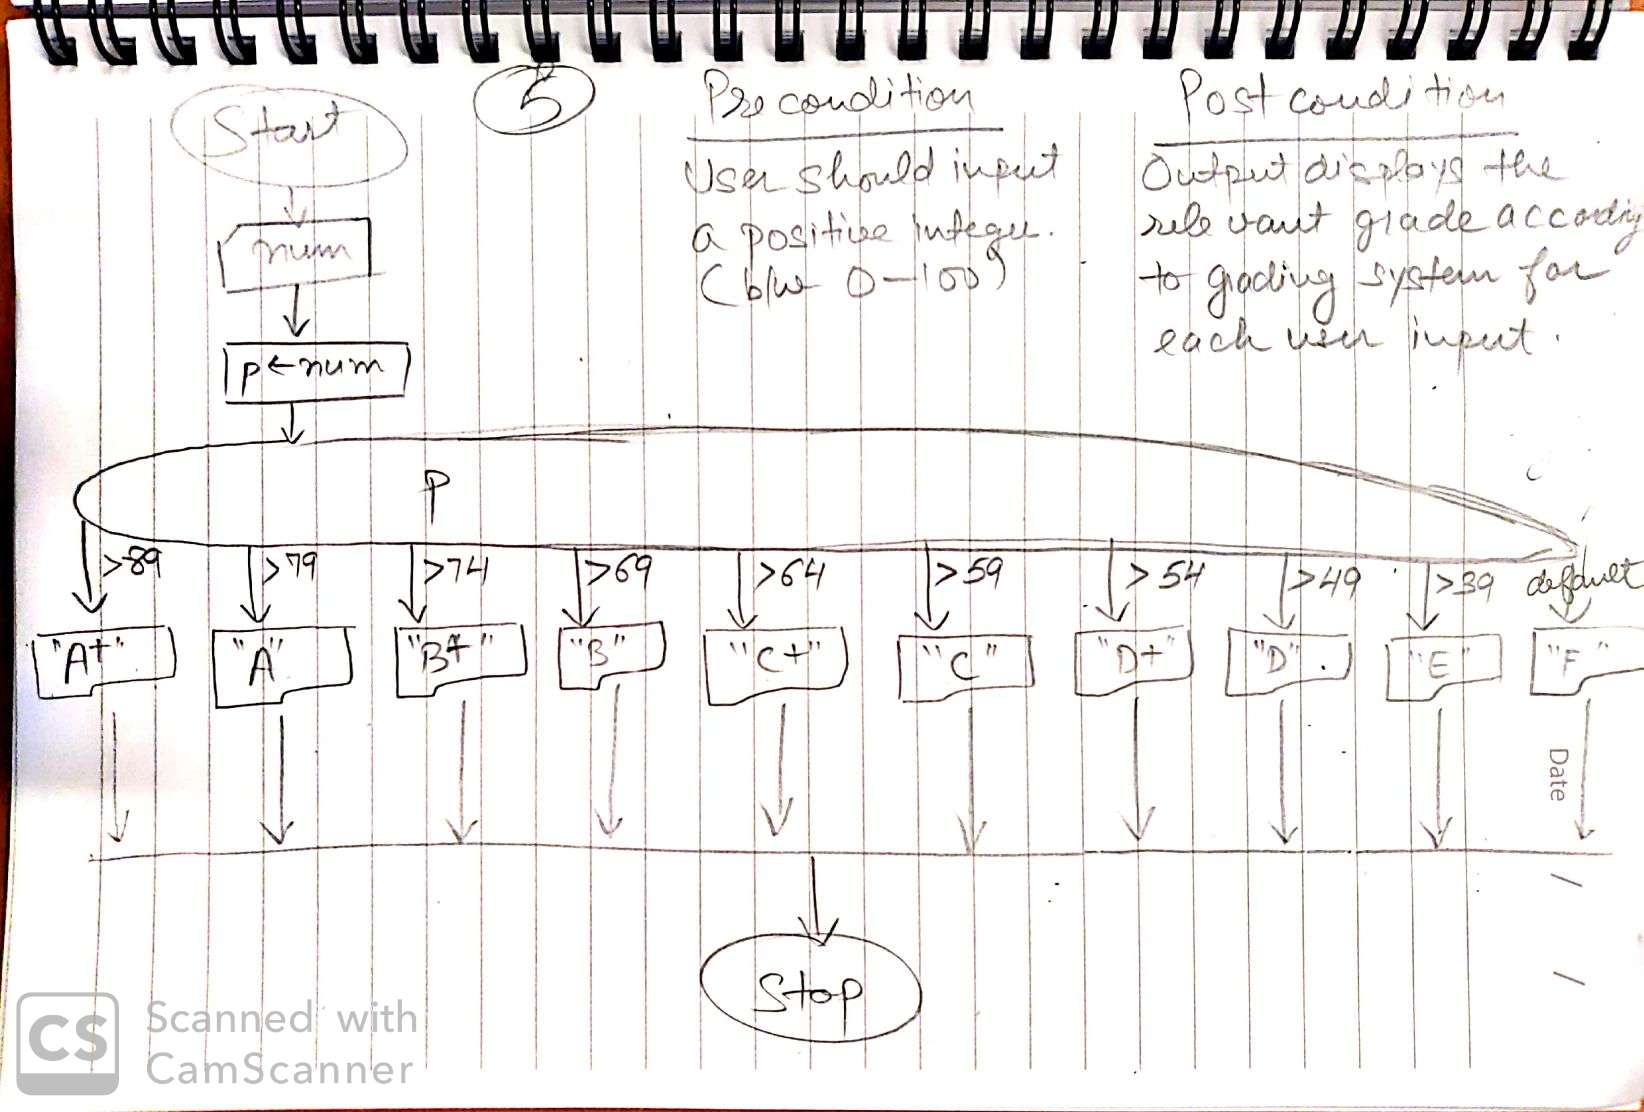 5
Start
num
p ← num
Pre condition
User should input
a positive integer.
(b/w 0-100)
Post condition
Output displays the
relevant grade according
to grading system for
each user input.
P
>89 >79 >74 >69 >64 >59 >54 >49 >39 default
"A+" "A" "B+" "B" "C+" "C" "D+" "D" "E" "F"
Date
/
/
Stop
CS
Scanned with
CamScanner